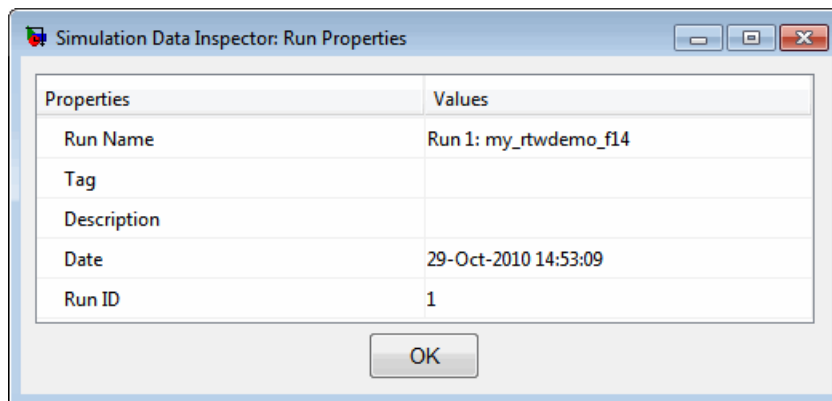 Simulation Data Inspector: Run Properties
Properties Values
Run Name Run 1: my_rtwdemo_f14
Tag
Description
Date 29-Oct-2010 14:53:09
Run ID 1
OK